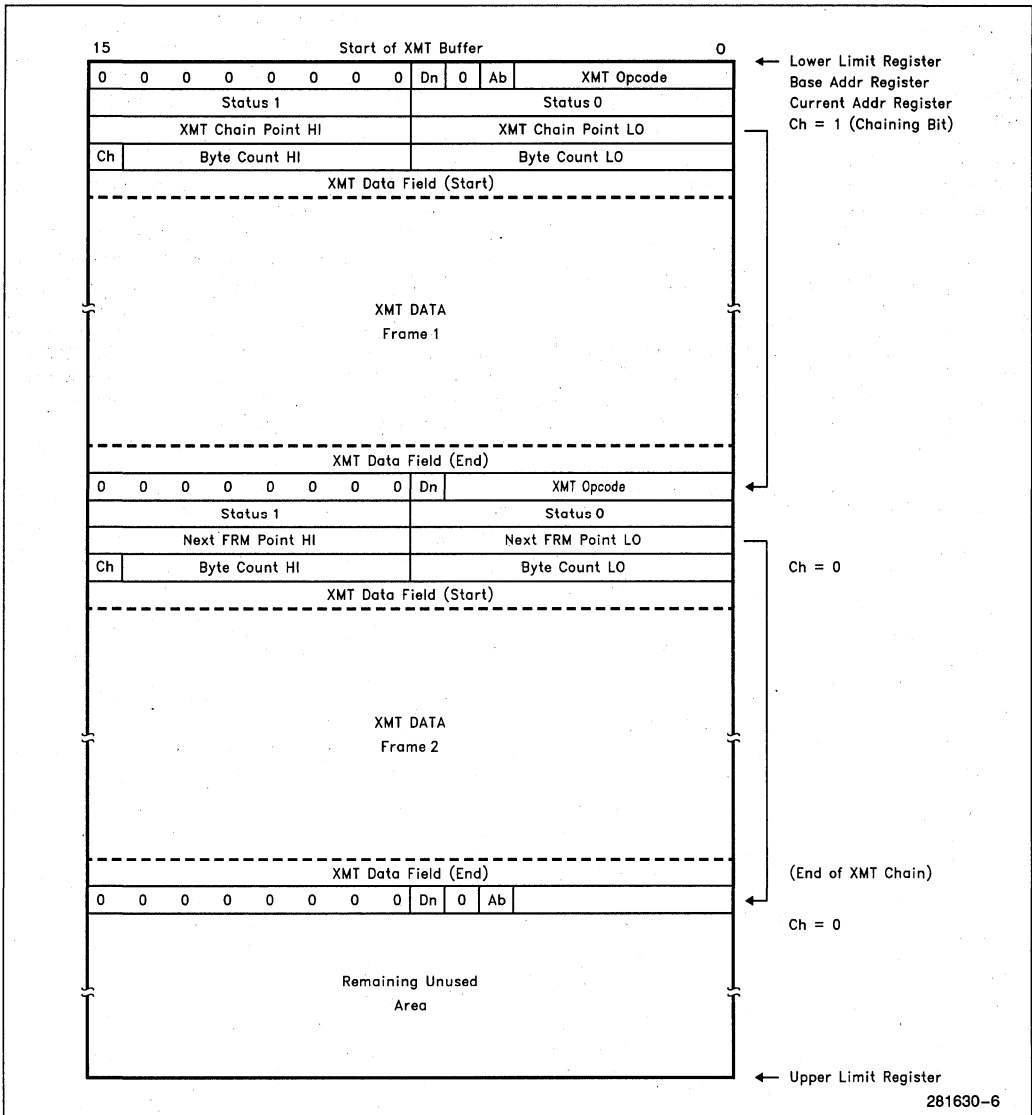 15 Start of XMT Buffer 0
Lower Limit Register
0 0 0 0 0 0 0 0 Dn 0 Ab XMT Opcode
Base Addr Register
Status 1 Status 0
Current Addr Register
XMT Chain Point HI XMT Chain Point LO
Ch = 1 (Chaining Bit)
Ch Byte Count HI Byte Count LO
XMT Data Field (Start)
XMT DATA
Frame 1
XMT Data Field (End)
0 0 0 0 0 0 0 0 Dn XMT Opcode
Status 1 Status 0
Next FRM Point HI Next FRM Point LO
Ch Byte Count HI Byte Count LO Ch = 0
XMT Data Field (Start)
XMT DATA
Frame 2
XMT Data Field (End) (End of XMT Chain)
0 0 0 0 0 0 0 0 Dn 0 Ab
Ch = 0
Remaining Unused
Area
Upper Limit Register
281630-6